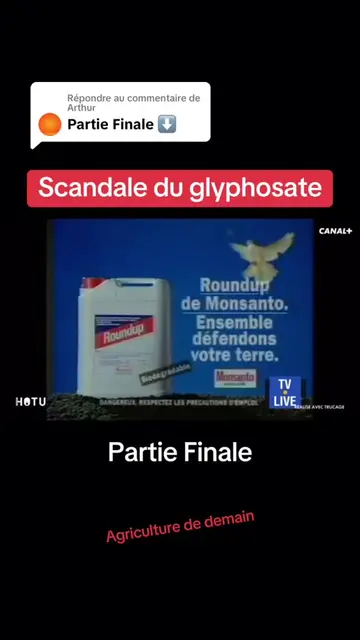 Répondre au commentaire de
Arthur
Partie Finale ⬇️
Scandale du glyphosate
CANAL+
Roundup
de Monsanto.
Ensemble
défendons
votre terre.
Roundup
Biodégradable
Monsanto
TV
LIVE
HOTU
DANGEREUX, RESPECTEZ LES PRECAUTIONS D'EMPLOI
RÉALISÉ AVEC TRUCAGE
Partie Finale
Agriculture de demain